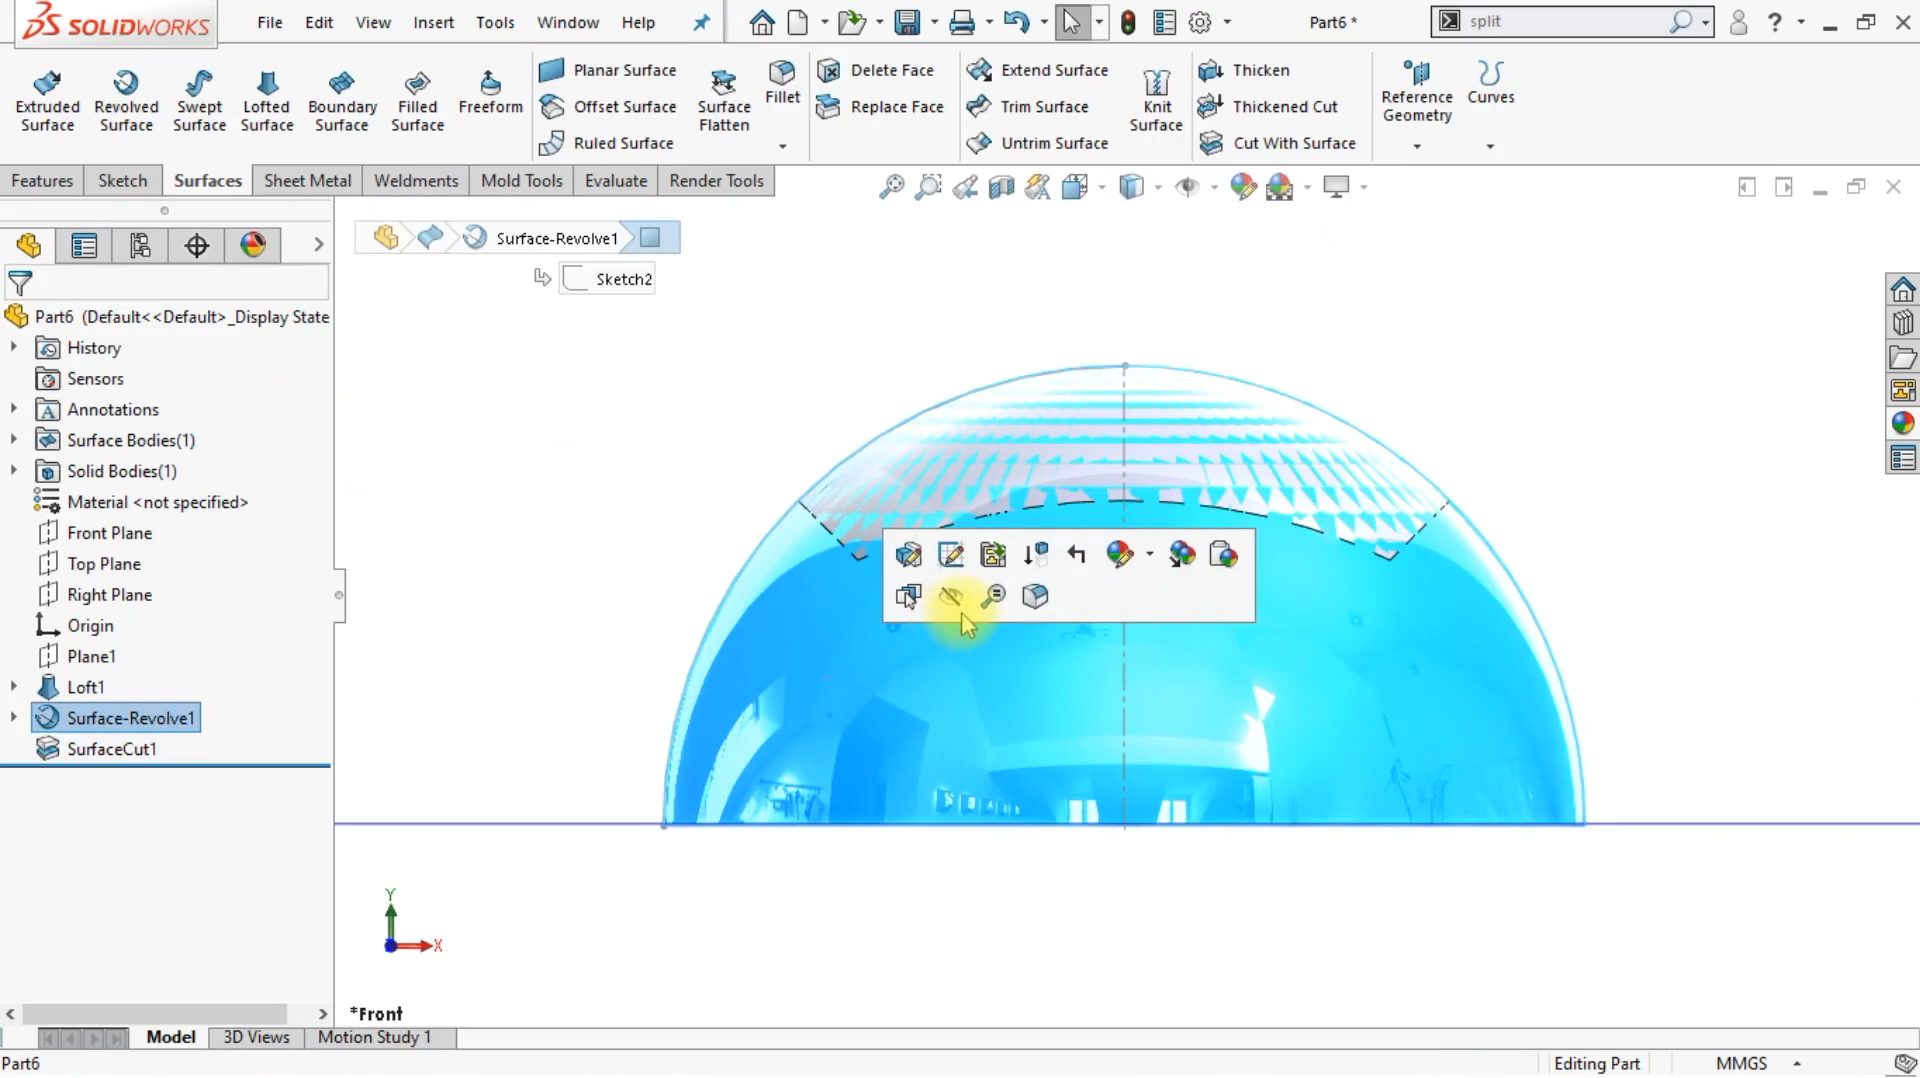 SOLIDWORKS
File Edit View Insert Tools Window Help
Part6 *
split
Extruded Surface
Revolved Surface
Swept Surface
Lofted Surface
Boundary Surface
Filled Surface
Freeform
Planar Surface
Offset Surface
Ruled Surface
Surface Flatten
Fillet
Delete Face
Replace Face
Extend Surface
Trim Surface
Untrim Surface
Knit Surface
Thicken
Thickened Cut
Cut With Surface
Reference Geometry
Curves
Features Sketch Surfaces Sheet Metal Weldments Mold Tools Evaluate Render Tools
Surface-Revolve1
Sketch2
Part6 (Default<<Default>_Display State
History
Sensors
Annotations
Surface Bodies(1)
Solid Bodies(1)
Material <not specified>
Front Plane
Top Plane
Right Plane
Origin
Plane1
Loft1
Surface-Revolve1
SurfaceCut1
Y
X
*Front
Model 3D Views Motion Study 1
Part6
Editing Part
MMGS